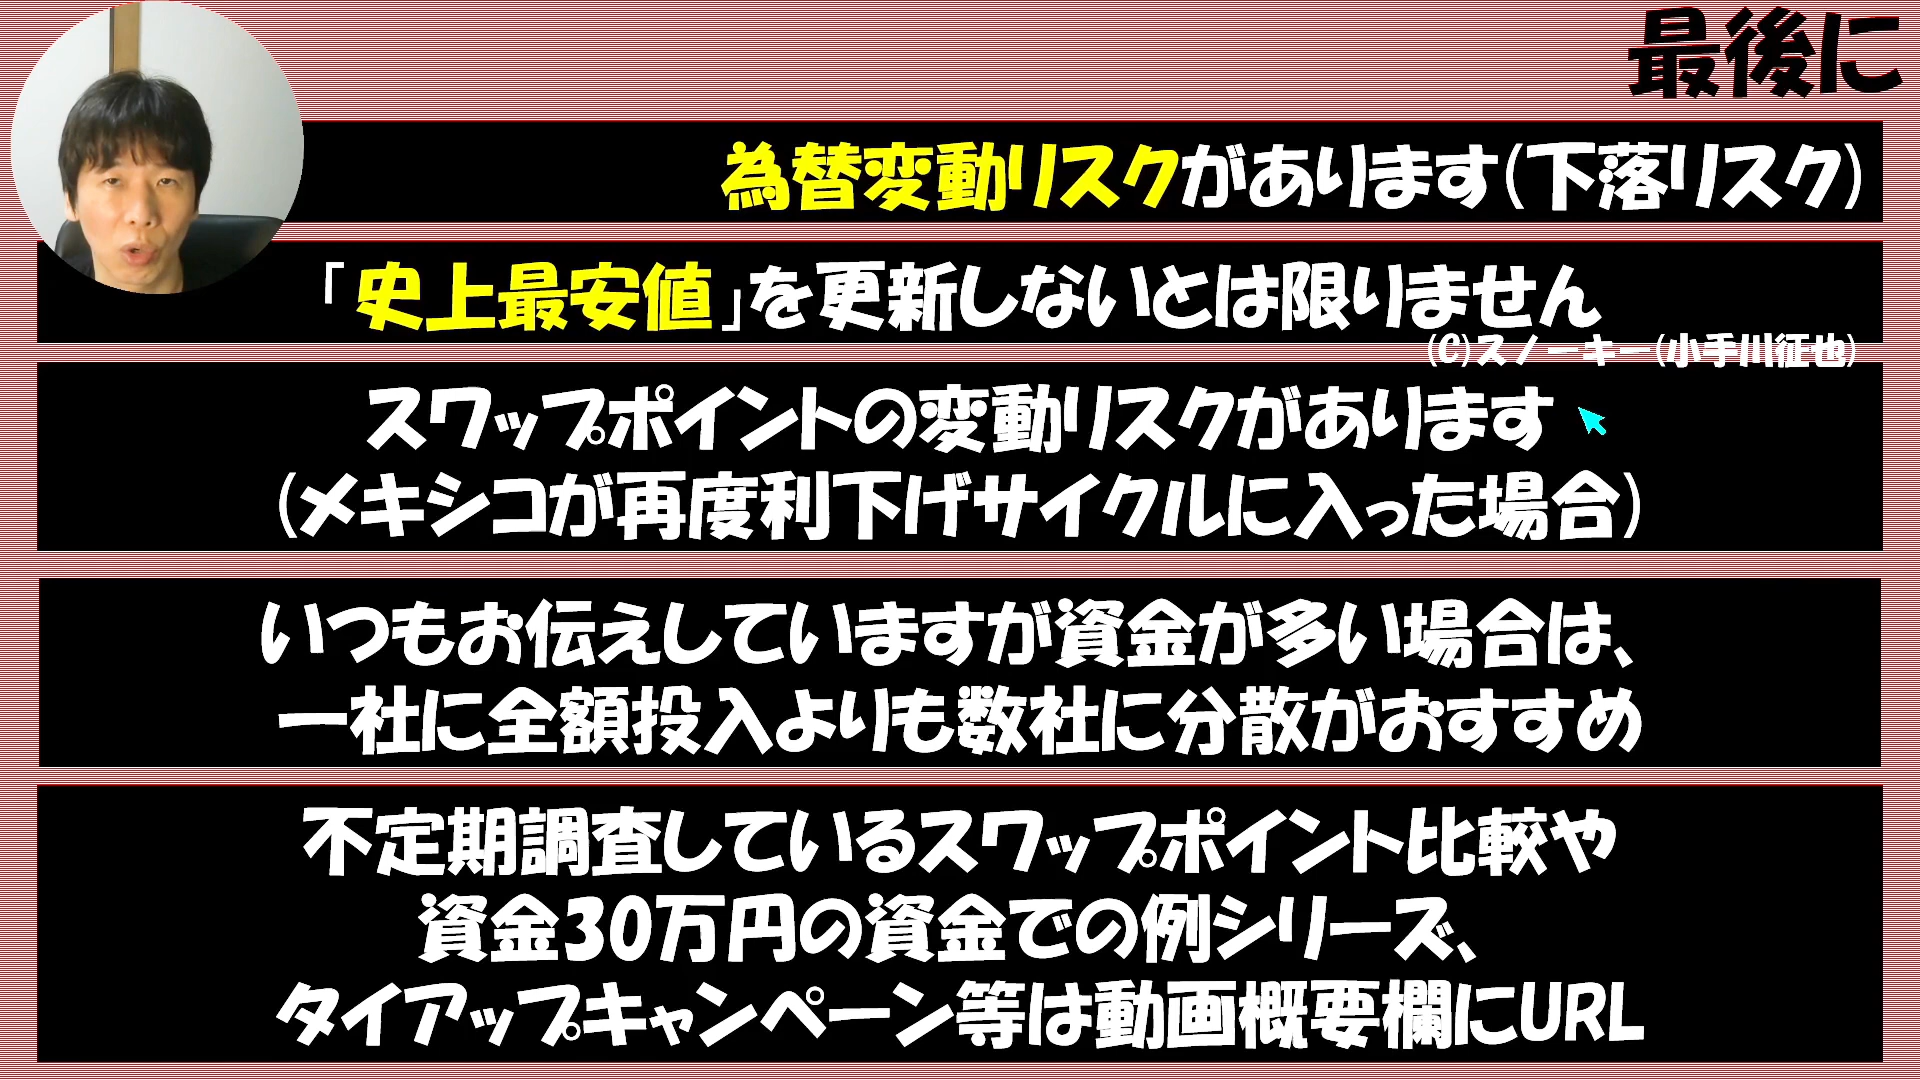 最後に
為替変動リスクがあります(下落リスク)
「史上最安値」を更新しないとは限りません
(C)スノーキー(小手川征也)
スワップポイントの変動リスクがあります
(メキシコが再度利下げサイクルに入った場合)
いつもお伝えしていますが資金が多い場合は、
一社に全額投入よりも数社に分散がおすすめ
不定期調査しているスワップポイント比較や
資金30万円の資金での例シリーズ、
タイアップキャンペーン等は動画概要欄にURL